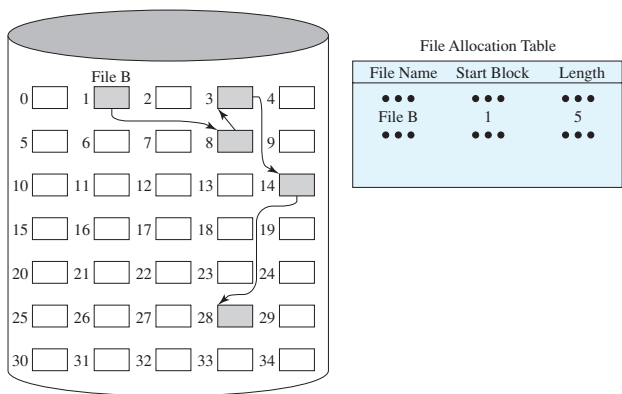 File Allocation Table
File Name Start Block Length
••• ••• •••
File B 1 5
••• ••• •••
File B
0 1 2 3 4
5 6 7 8 9
10 11 12 13 14
15 16 17 18 19
20 21 22 23 24
25 26 27 28 29
30 31 32 33 34